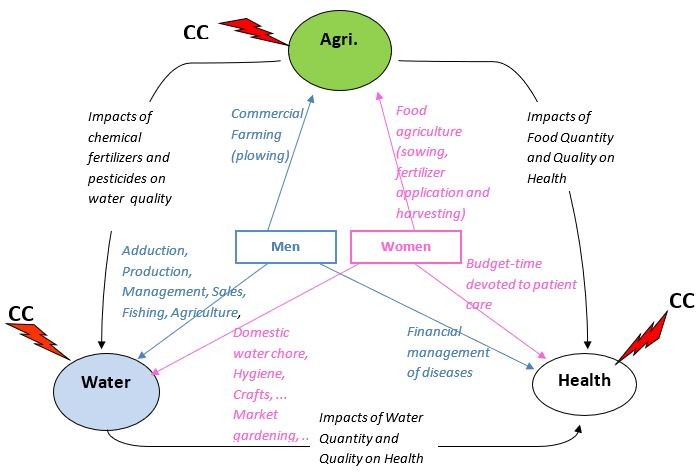 CC
Agri.
Impacts of
chemical
fertilizers and
pesticides on
water quality
Commercial
Farming
(plowing)
Food
agriculture
(sowing,
fertilizer
application and
harvesting)
Impacts of
Food Quantity
and Quality on
Health
Men
Women
Adduction,
Production,
Management, Sales,
Fishing, Agriculture,
Budget-time
devoted to patient
care
CC
CC
Domestic
water chore,
Hygiene,
Crafts, ...
Market
gardening, ..
Financial
management
of diseases
Water
Health
Impacts of Water
Quantity and
Quality on Health